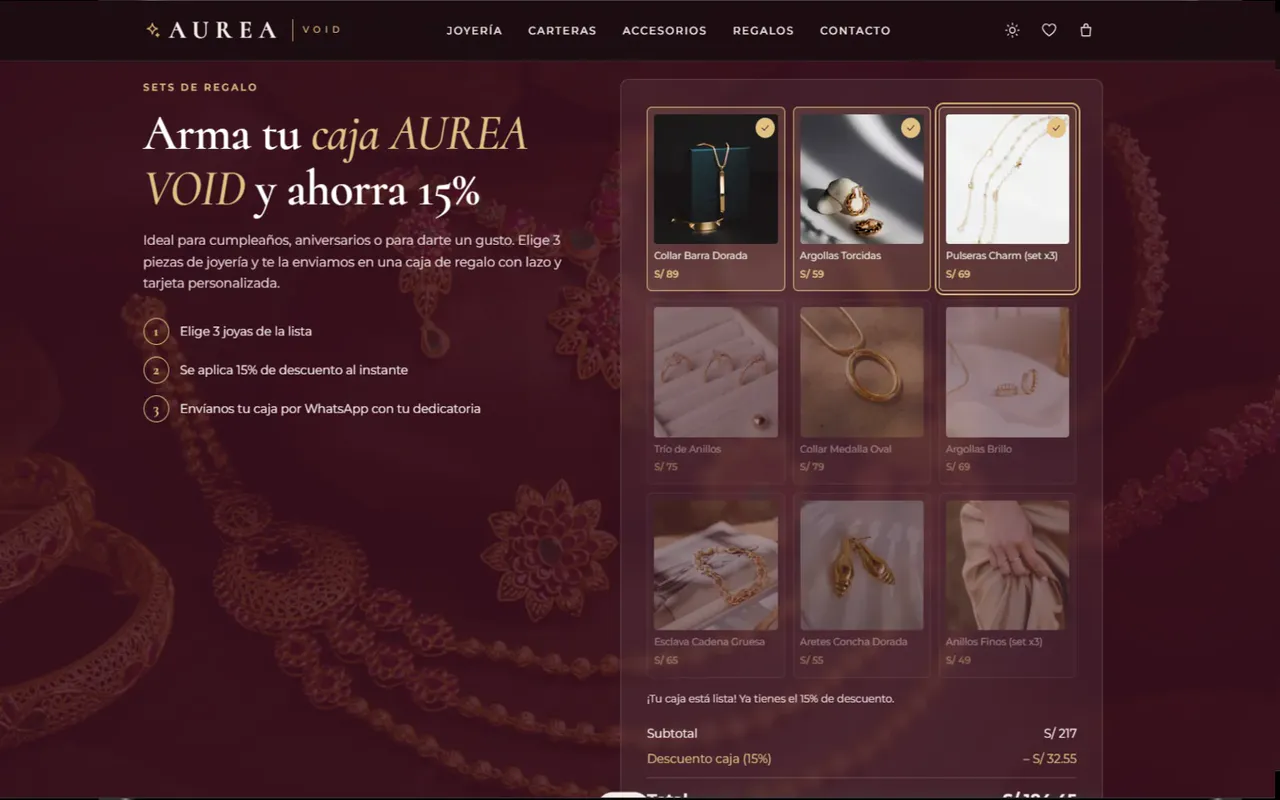 AUREA | VOID
JOYERÍA CARTERAS ACCESORIOS REGALOS CONTACTO
SETS DE REGALO
Arma tu caja AUREA
VOID y ahorra 15%
Ideal para cumpleaños, aniversarios o para darte un gusto. Elige 3
piezas de joyería y te la enviamos en una caja de regalo con lazo y
tarjeta personalizada.
1 Elige 3 joyas de la lista
2 Se aplica 15% de descuento al instante
3 Envíanos tu caja por WhatsApp con tu dedicatoria
Collar Barra Dorada
S/ 89
Argollas Torcidas
S/ 59
Pulseras Charm (set x3)
S/ 69
Trío de Anillos
S/ 75
Collar Medalla Oval
S/ 79
Argollas Brillo
S/ 69
Esclava Cadena Gruesa
S/ 65
Aretes Concha Dorada
S/ 55
Anillos Finos (set x3)
S/ 49
¡Tu caja está lista! Ya tienes el 15% de descuento.
Subtotal S/ 217
Descuento caja (15%) – S/ 32.55
Total S/ 184.45